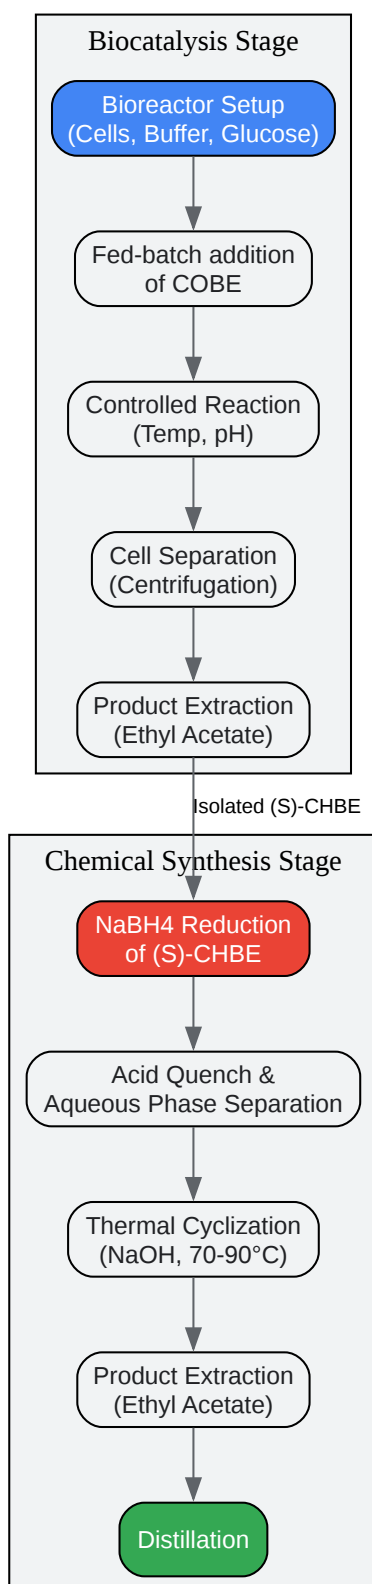 Biocatalysis Stage
Bioreactor Setup
(Cells, Buffer, Glucose)
Fed-batch addition
of COBE
Controlled Reaction
(Temp, pH)
Cell Separation
(Centrifugation)
Product Extraction
(Ethyl Acetate)
Isolated (S)-CHBE
Chemical Synthesis Stage
NaBH4 Reduction
of (S)-CHBE
Acid Quench &
Aqueous Phase Separation
Thermal Cyclization
(NaOH, 70-90°C)
Product Extraction
(Ethyl Acetate)
Distillation